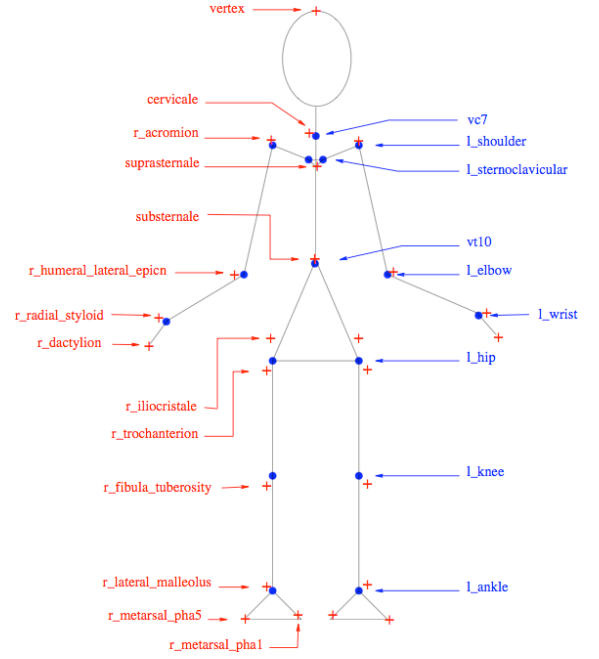 vertex
cervicale
vc7
r_acromion
l_shoulder
suprasternale
l_sternoclavicular
substernale
vt10
r_humeral_lateral_epicn
l_elbow
r_radial_styloid
l_wrist
r_dactylion
l_hip
r_iliocristale
r_trochanterion
l_knee
r_fibula_tuberosity
r_lateral_malleolus
l_ankle
r_metarsal_pha5
r_metarsal_pha1